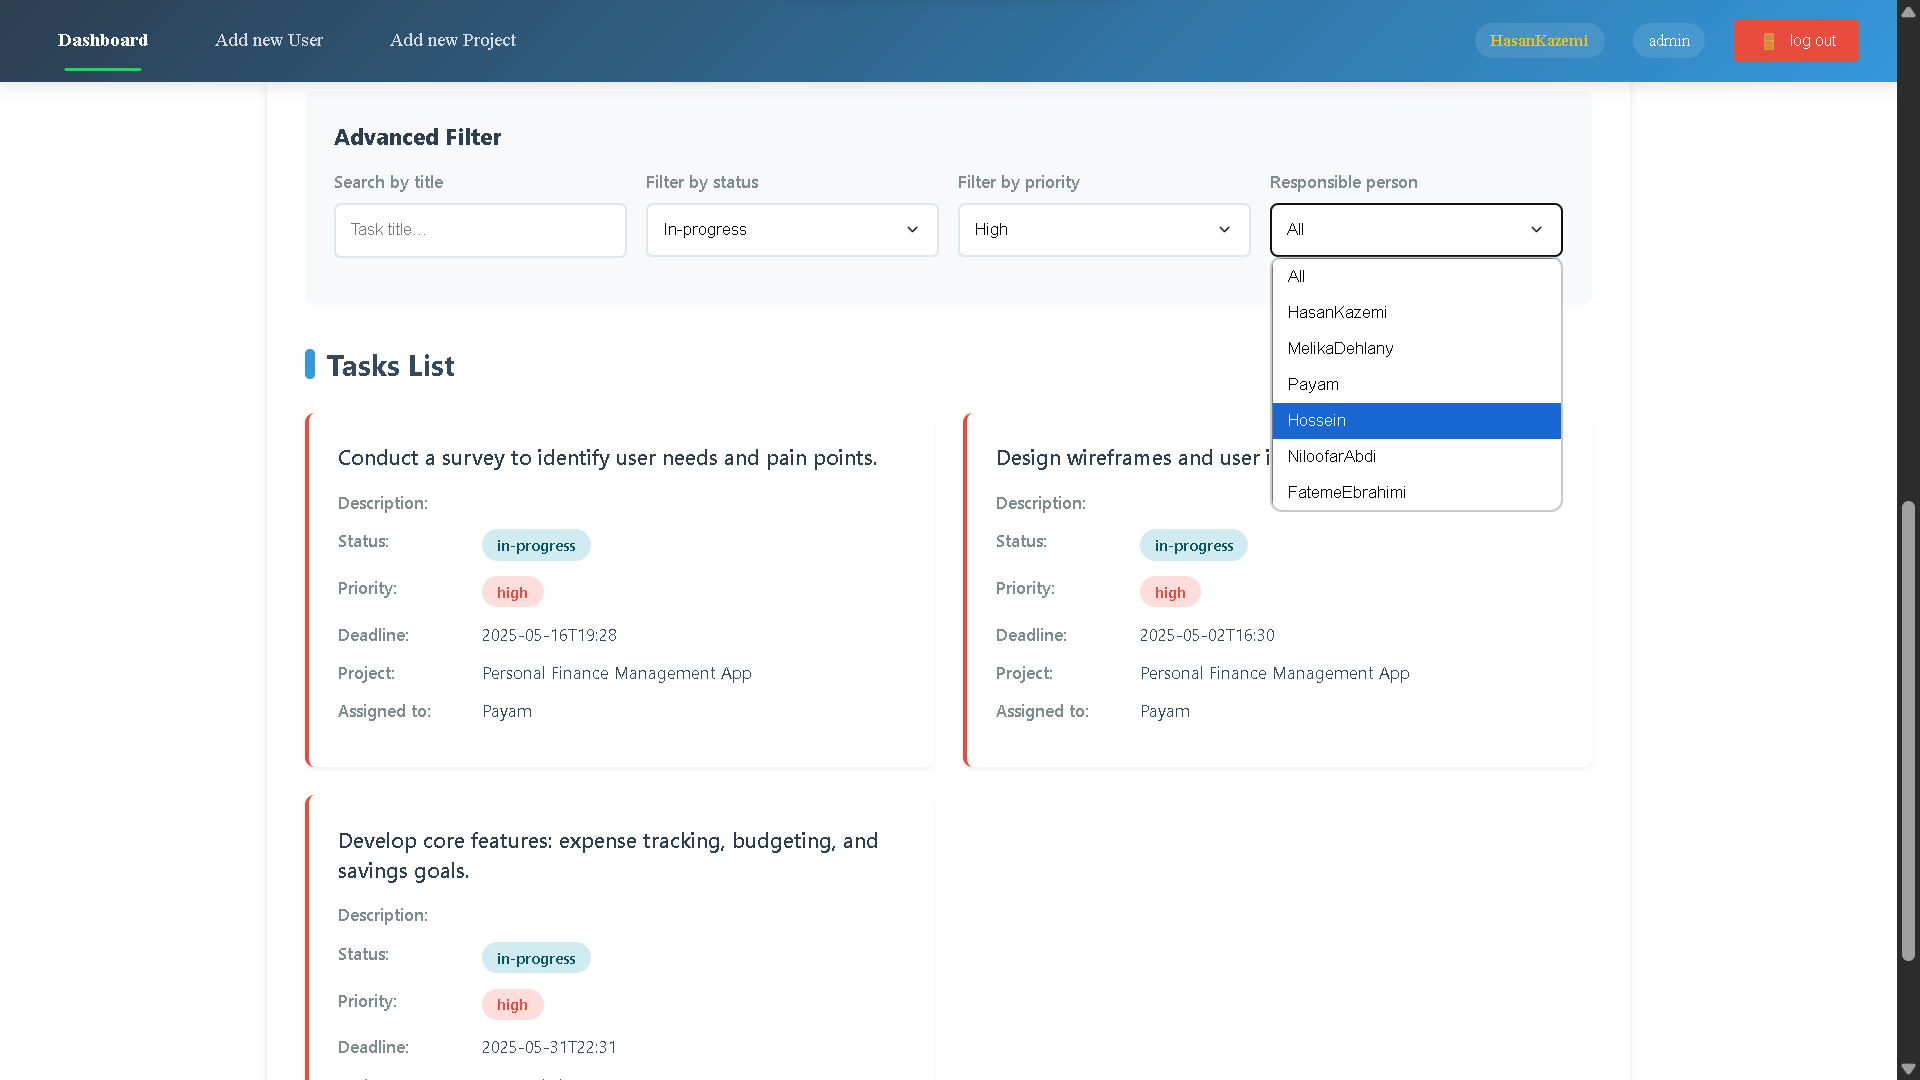 Dashboard
Add new User
Add new Project
HasanKazemi
admin
log out
Advanced Filter
Search by title
Filter by status
Filter by priority
Responsible person
Task title...
In-progress
High
All
All
HasanKazemi
MelikaDehlany
Payam
Hossein
NiloofarAbdi
FatemeEbrahimi
Tasks List
Conduct a survey to identify user needs and pain points.
Description:
Status:
in-progress
Priority:
high
Deadline:
2025-05-16T19:28
Project:
Personal Finance Management App
Assigned to:
Payam
Design wireframes and user
Description:
Status:
in-progress
Priority:
high
Deadline:
2025-05-02T16:30
Project:
Personal Finance Management App
Assigned to:
Payam
Develop core features: expense tracking, budgeting, and
savings goals.
Description:
Status:
in-progress
Priority:
high
Deadline:
2025-05-31T22:31